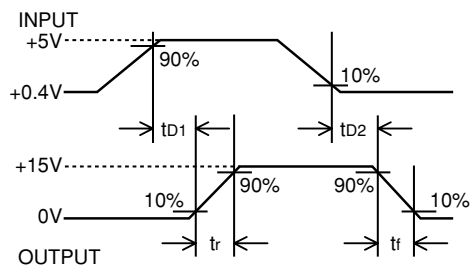 INPUT
+5V
90%
10%
+0.4V
tD1
tD2
+15V
10%
90%
90%
10%
0V
tr
tf
OUTPUT